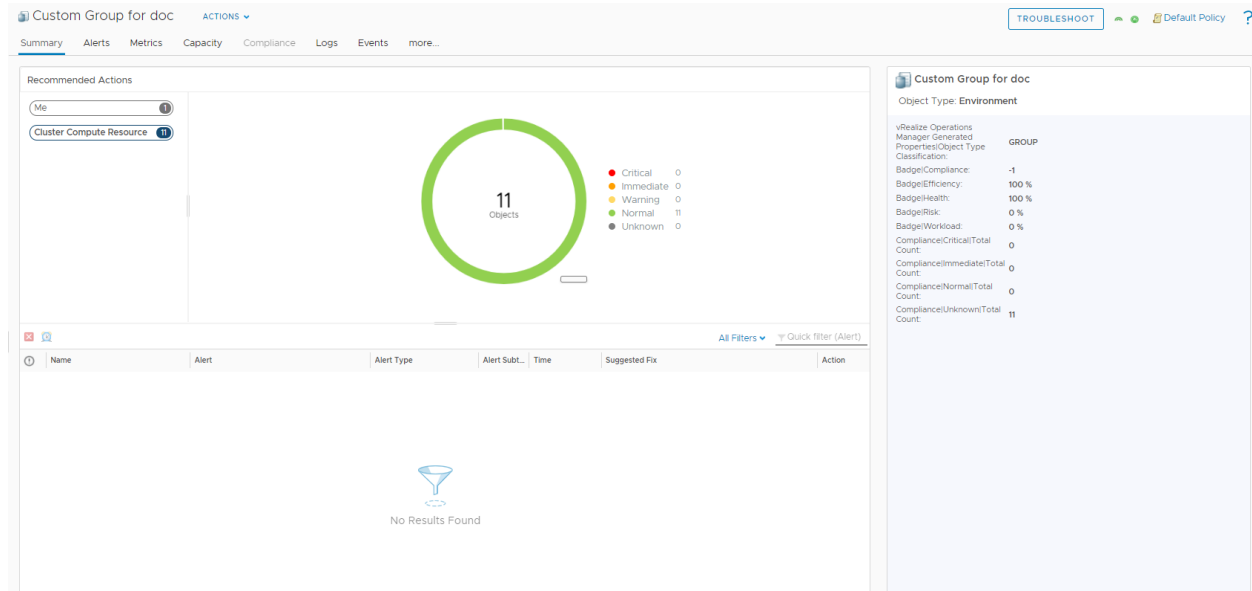 Custom Group for doc ACTIONS TROUBLESHOOT Default Policy ?
Summary Alerts Metrics Capacity Compliance Logs Events more...
Recommended Actions
Me 1
Cluster Compute Resource 11
11
Objects
Critical 0
Immediate 0
Warning 0
Normal 11
Unknown 0
All Filters Quick filter (Alert)
Name Alert Alert Type Alert Subt... Time Suggested Fix Action
No Results Found
Custom Group for doc
Object Type: Environment
vRealize Operations
Manager Generated
Properties|Object Type
Classification: GROUP
Badge|Compliance: -1
Badge|Efficiency: 100 %
Badge|Health: 100 %
Badge|Risk: 0 %
Badge|Workload: 0 %
Compliance|Critical|Total
Count: 0
Compliance|Immediate|Total
Count: 0
Compliance|Normal|Total
Count: 0
Compliance|Unknown|Total
Count: 11